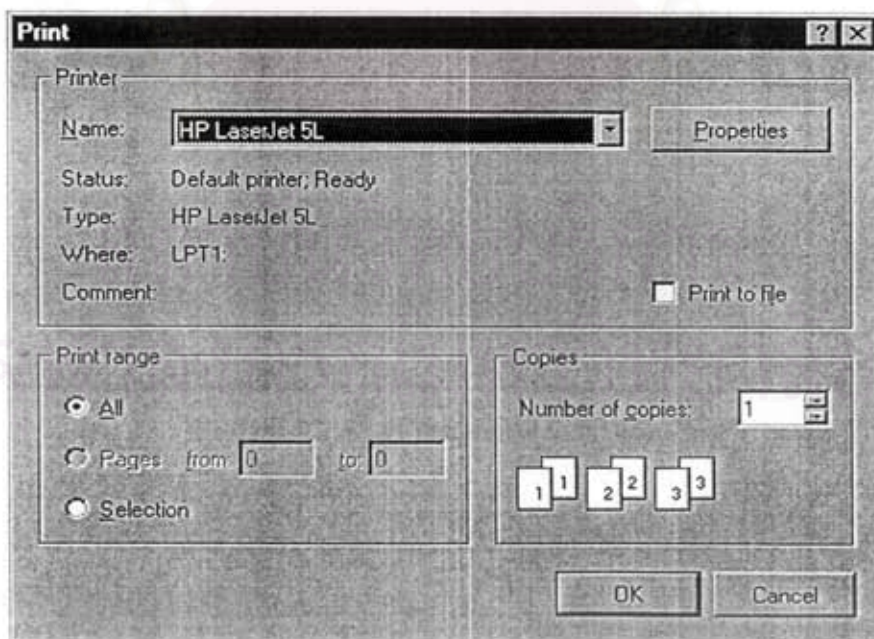 Print
Printer
Name: HP LaserJet 5L Properties
Status: Default printer; Ready
Type: HP LaserJet 5L
Where: LPT1:
Comment: Print to file
Print range
All
Pages from: 0 to: 0
Selection
Copies
Number of copies: 1
1 1 2 2 3 3
OK Cancel